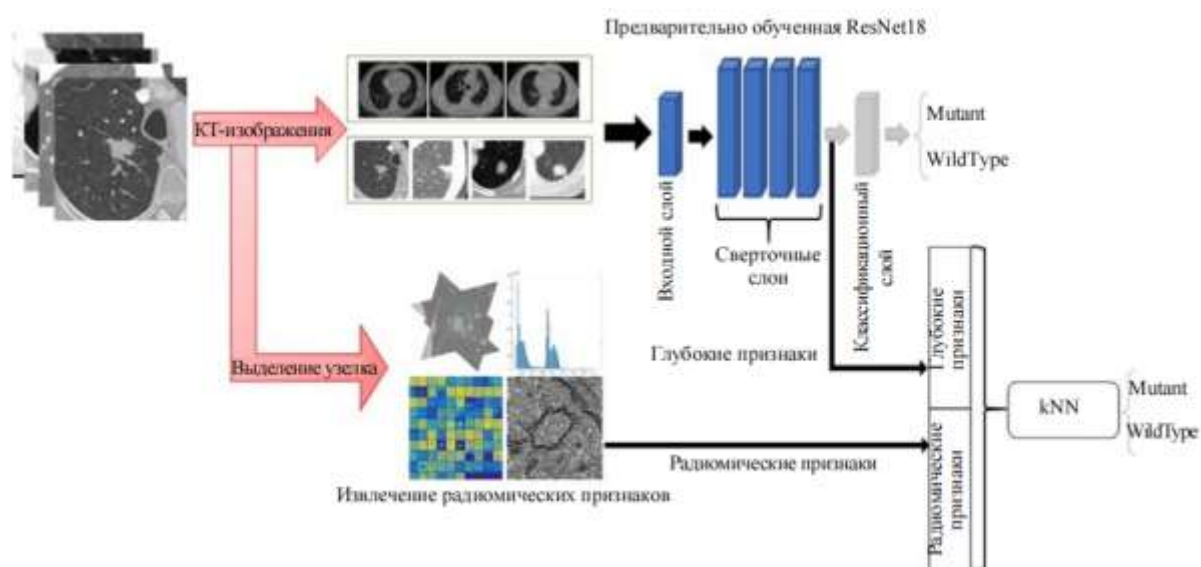 Предварительно обученная ResNet18
КТ-изображения
Mutant
WildType
Входной слой
Сверточные
слои
Классификационный
слой
Выделение узелка
Глубокие признаки
Глубокие
признаки
kNN
Mutant
WildType
Радиомические признаки
Радиомические
признаки
Извлечение радиомических признаков